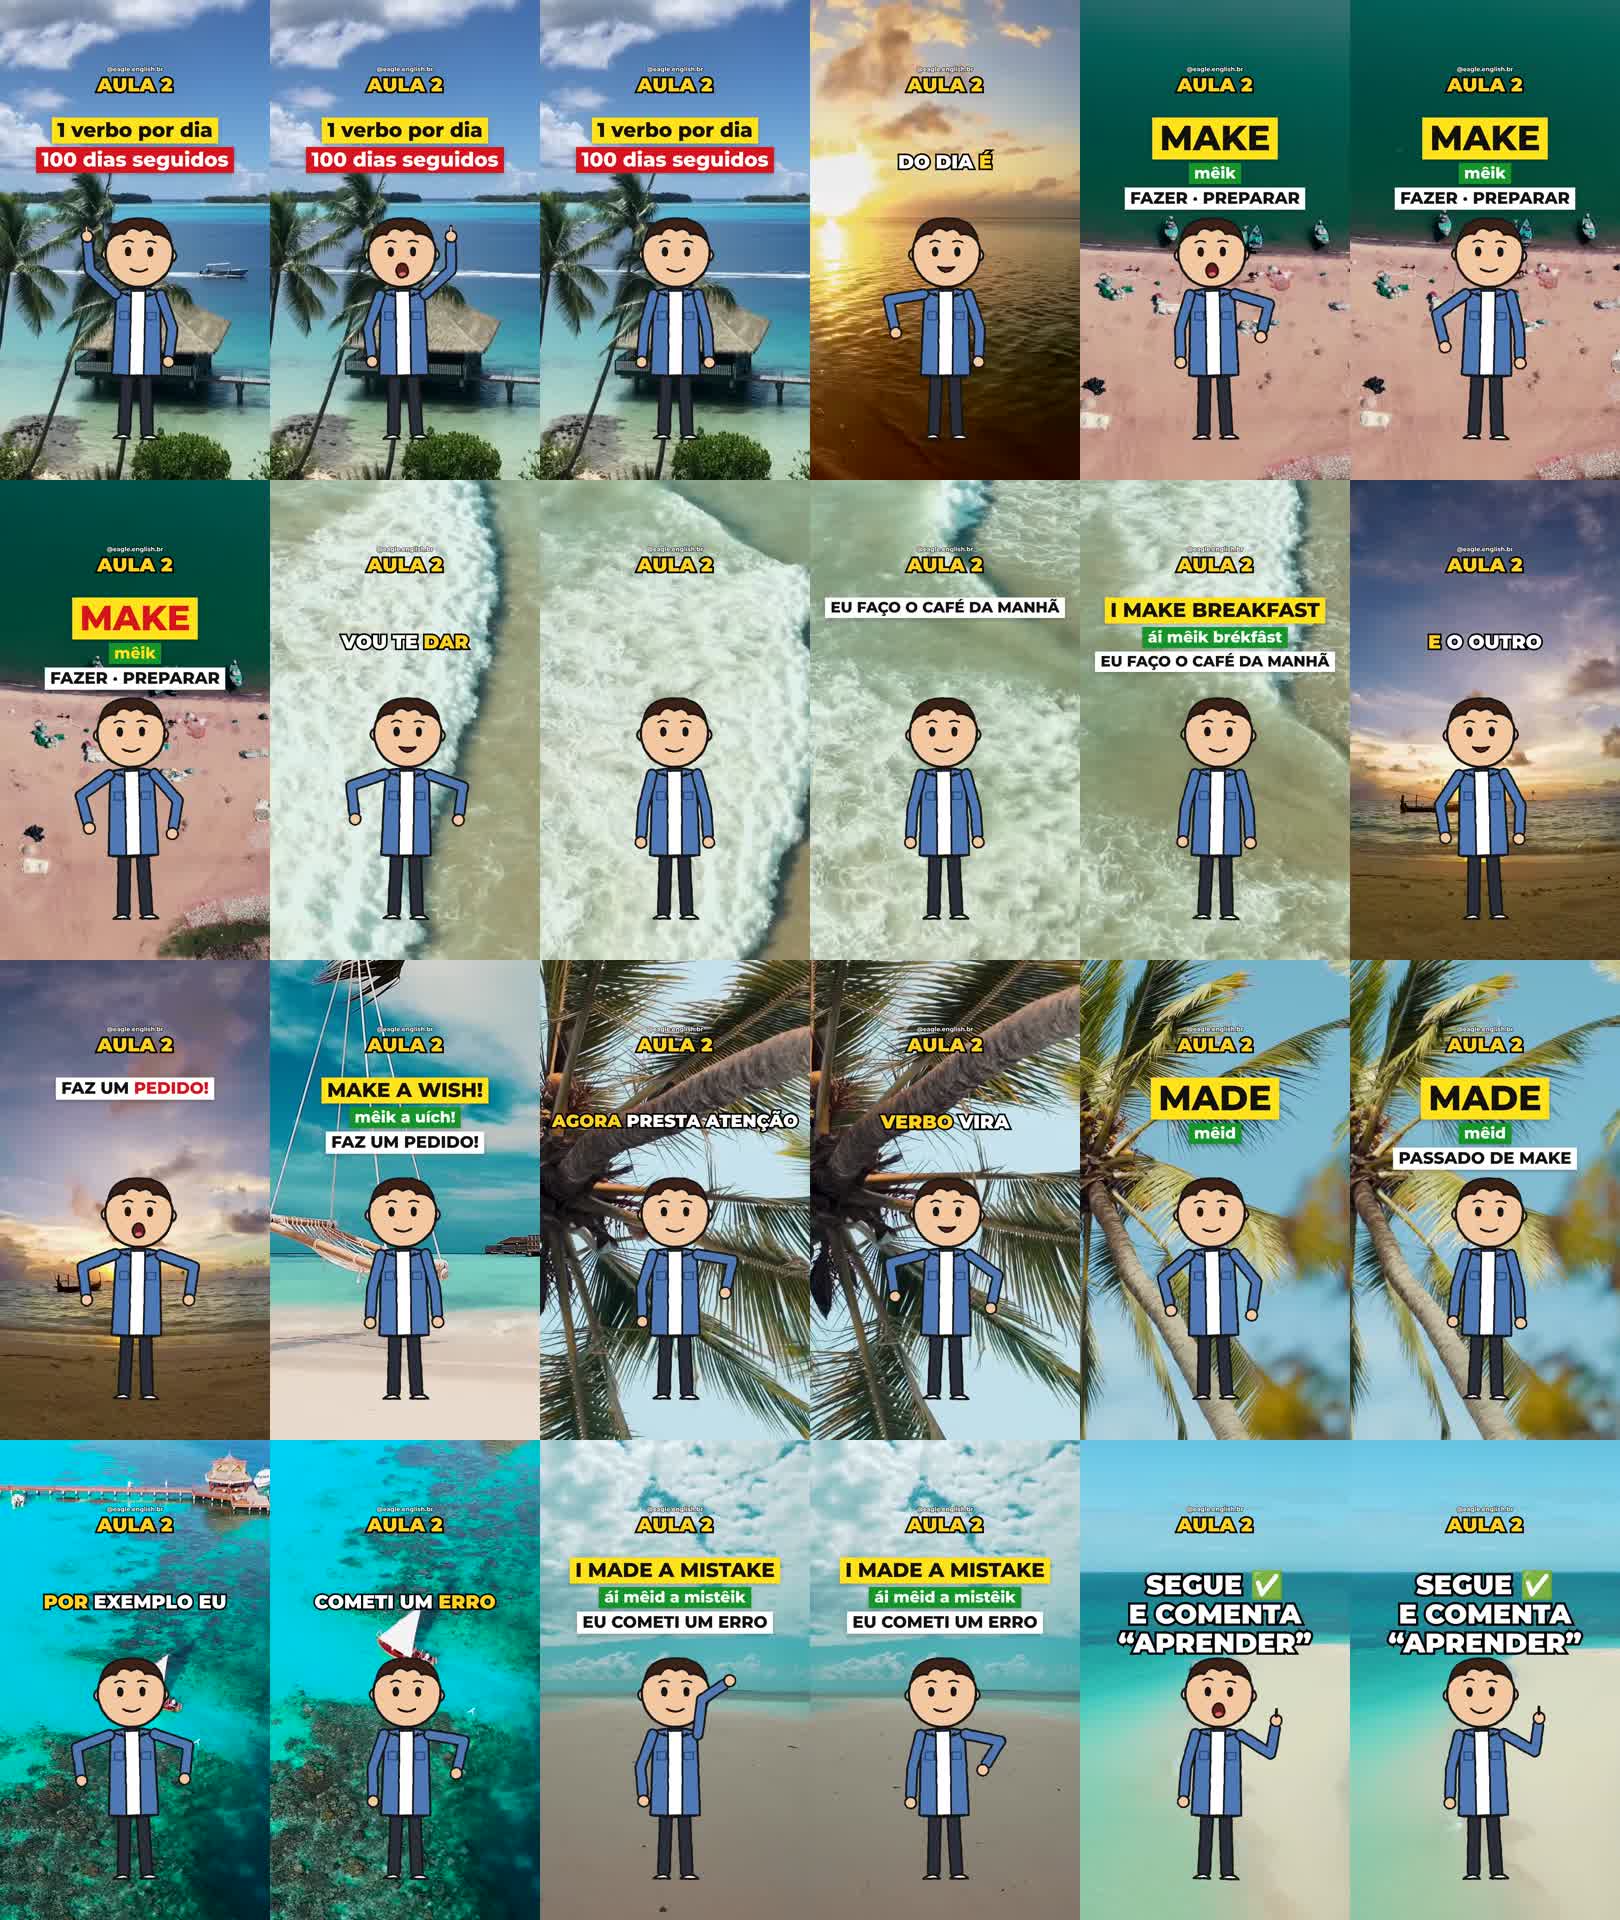 @eagle.english.br
AULA 2
1 verbo por dia
100 dias seguidos
@eagle.english.br
AULA 2
1 verbo por dia
100 dias seguidos
@eagle.english.br
AULA 2
1 verbo por dia
100 dias seguidos
@eagle.english.br
AULA 2
DO DIA É
@eagle.english.br
AULA 2
MAKE
mêik
FAZER · PREPARAR
@eagle.english.br
AULA 2
MAKE
mêik
FAZER · PREPARAR
@eagle.english.br
AULA 2
MAKE
mêik
FAZER · PREPARAR
@eagle.english.br
AULA 2
VOU TE DAR
@eagle.english.br
AULA 2
@eagle.english.br
AULA 2
EU FAÇO O CAFÉ DA MANHÃ
@eagle.english.br
AULA 2
I MAKE BREAKFAST
ái mêik brékfâst
EU FAÇO O CAFÉ DA MANHÃ
@eagle.english.br
AULA 2
E O OUTRO
@eagle.english.br
AULA 2
FAZ UM PEDIDO!
@eagle.english.br
AULA 2
MAKE A WISH!
mêik a uích!
FAZ UM PEDIDO!
@eagle.english.br
AULA 2
AGORA PRESTA ATENÇÃO
@eagle.english.br
AULA 2
VERBO VIRA
@eagle.english.br
AULA 2
MADE
mêid
@eagle.english.br
AULA 2
MADE
mêid
PASSADO DE MAKE
@eagle.english.br
AULA 2
POR EXEMPLO EU
@eagle.english.br
AULA 2
COMETI UM ERRO
@eagle.english.br
AULA 2
I MADE A MISTAKE
ái mêid a mistêik
EU COMETI UM ERRO
@eagle.english.br
AULA 2
I MADE A MISTAKE
ái mêid a mistêik
EU COMETI UM ERRO
@eagle.english.br
AULA 2
SEGUE ✅
E COMENTA
“APRENDER”
@eagle.english.br
AULA 2
SEGUE ✅
E COMENTA
“APRENDER”